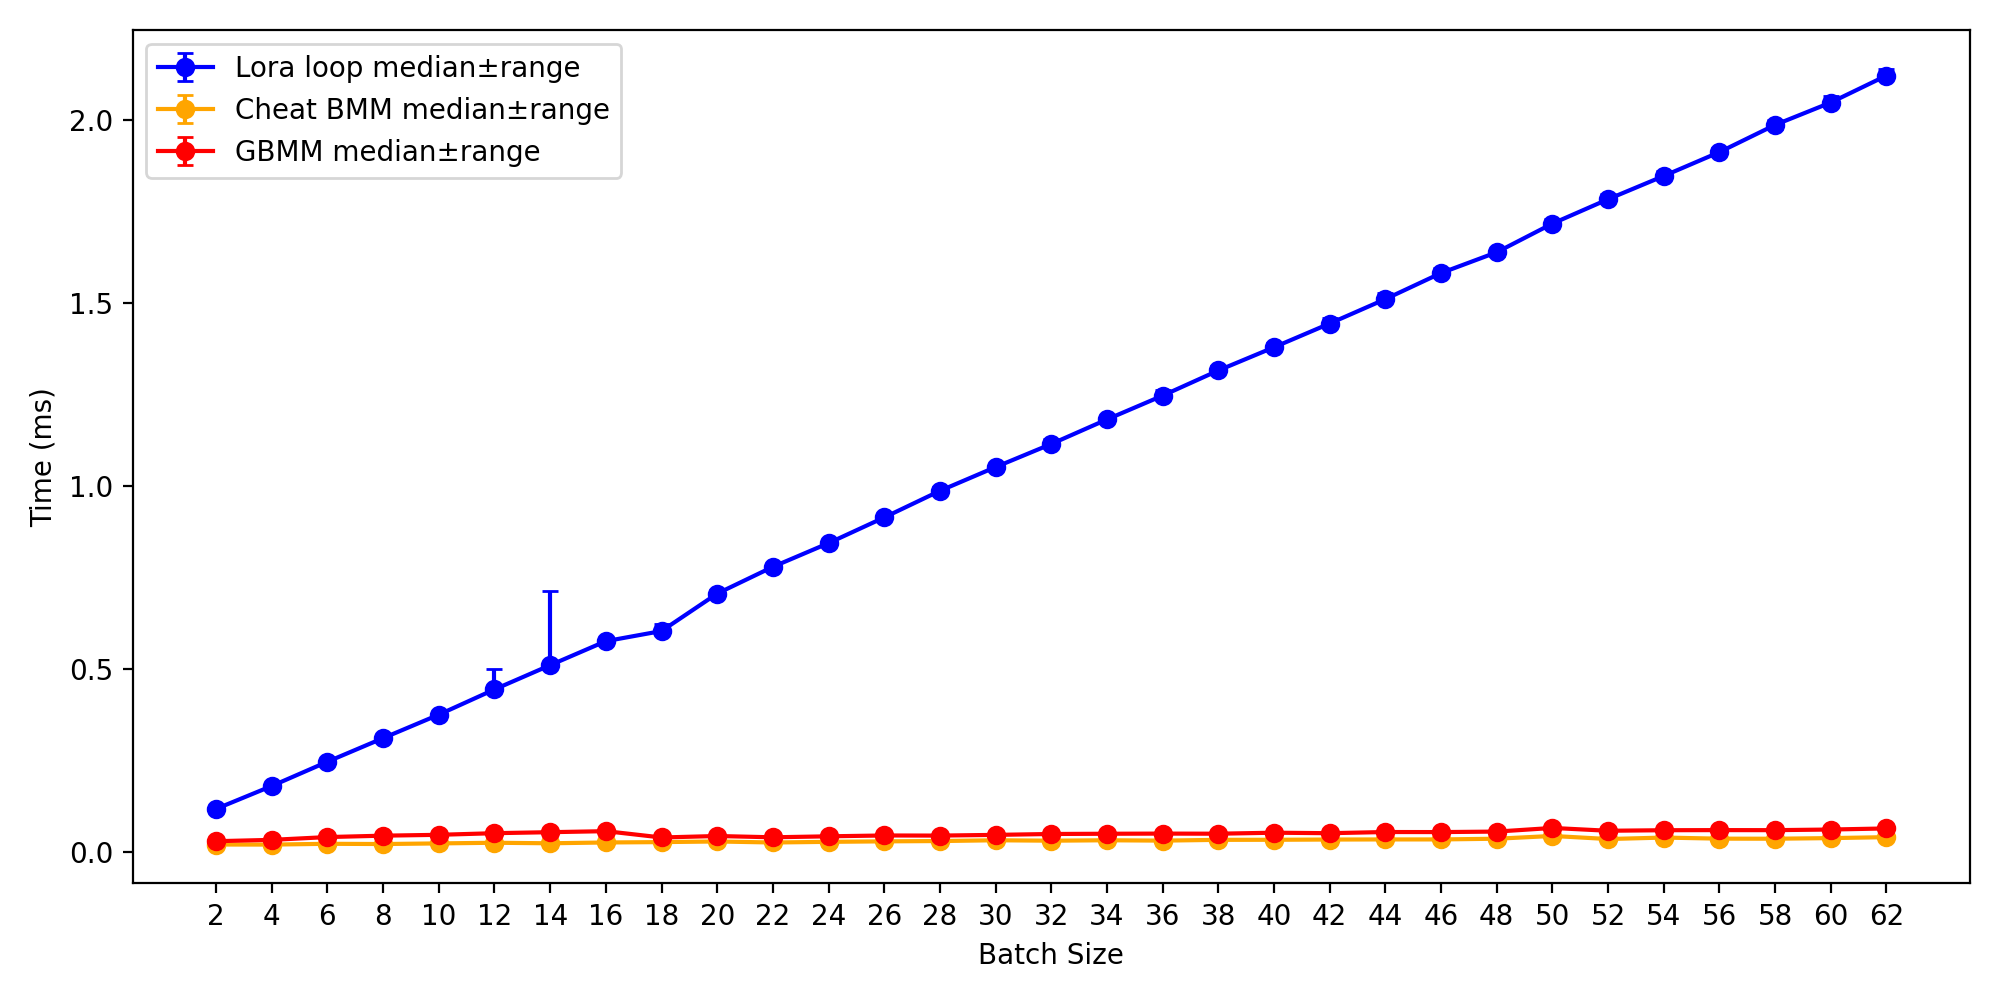 Lora loop median±range
Cheat BMM median±range
GBMM median±range
2.0
1.5
1.0
0.5
0.0
Time (ms)
2 4 6 8 10 12 14 16 18 20 22 24 26 28 30 32 34 36 38 40 42 44 46 48 50 52 54 56 58 60 62
Batch Size